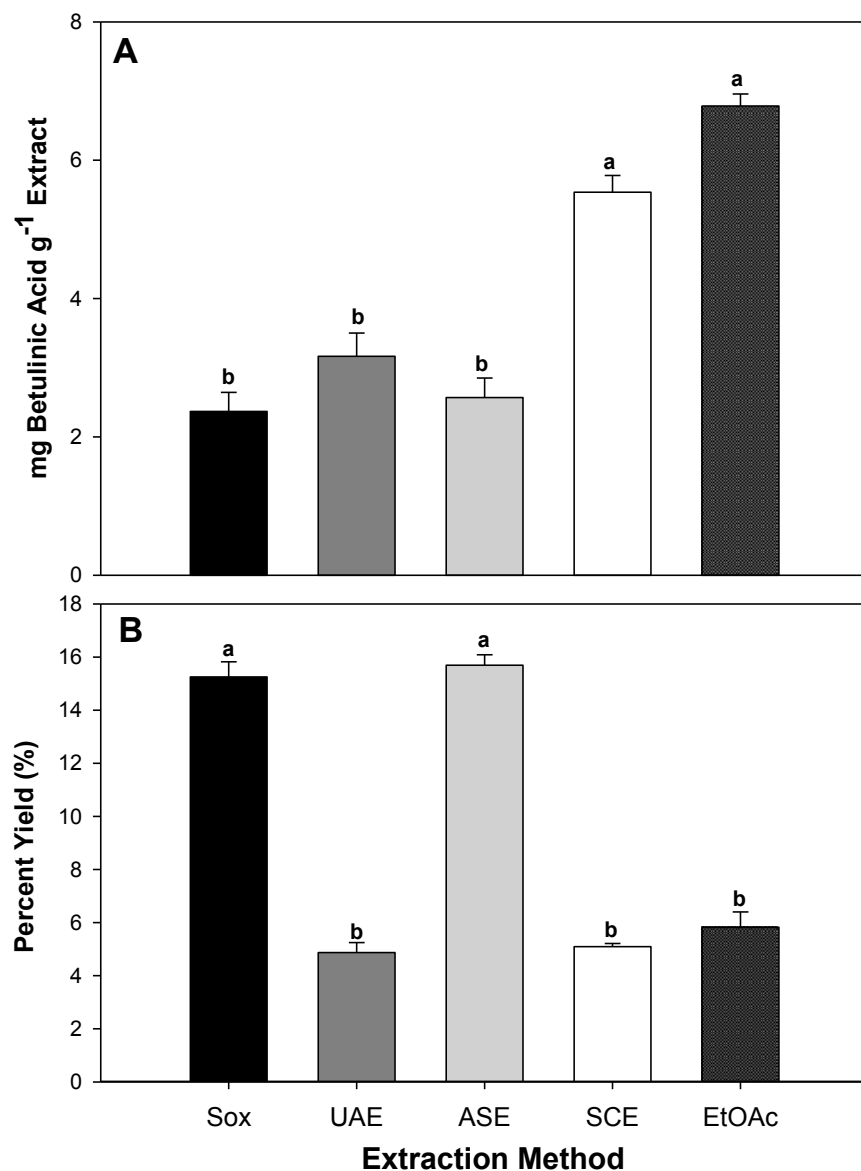 8
A
a
a
6
mg Betulinic Acid g⁻¹ Extract
4
b
b
b
2
0
18
B
a
a
16
14
12
Percent Yield (%)
10
8
b
b
b
6
4
2
0
Sox UAE ASE SCE EtOAc
Extraction Method